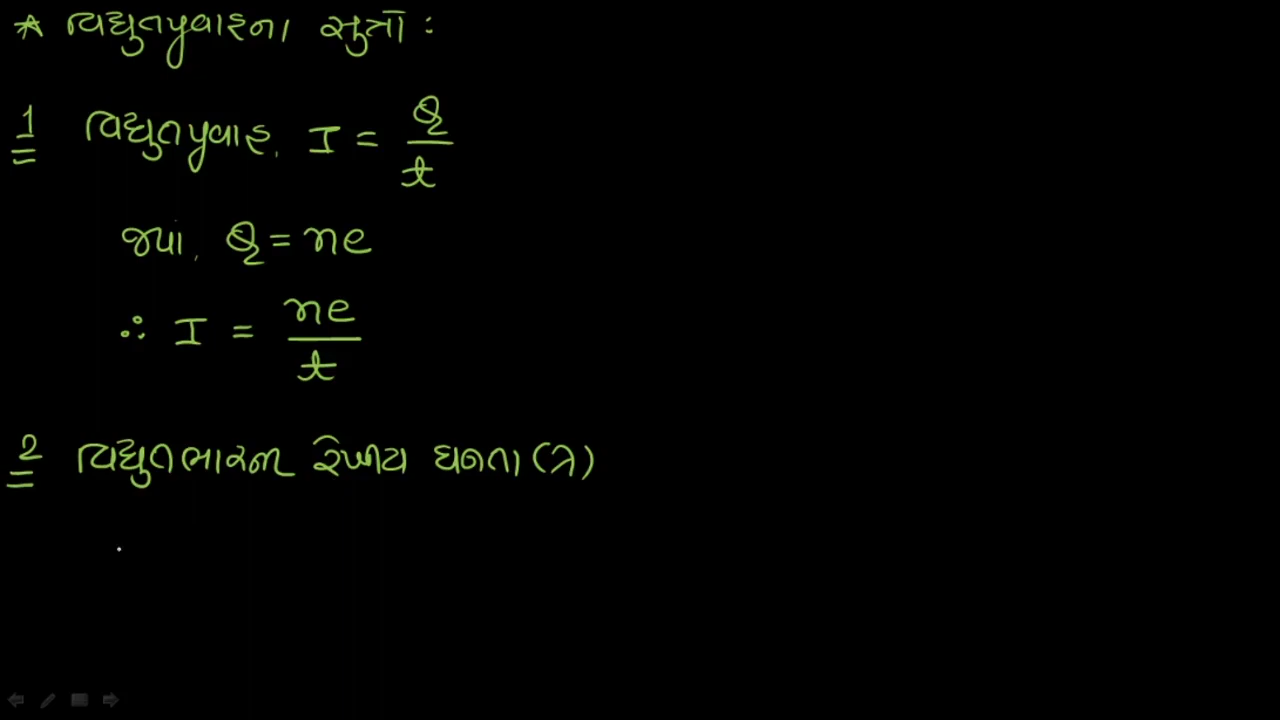 * વિદ્યુતપ્રવાહના સુત્રો :
1 વિદ્યુતપ્રવાહ, I = Q/t
જ્યાં, Q = ne
∴ I = ne/t
2 વિદ્યુતભારની રેખીય ઘનતા (λ)